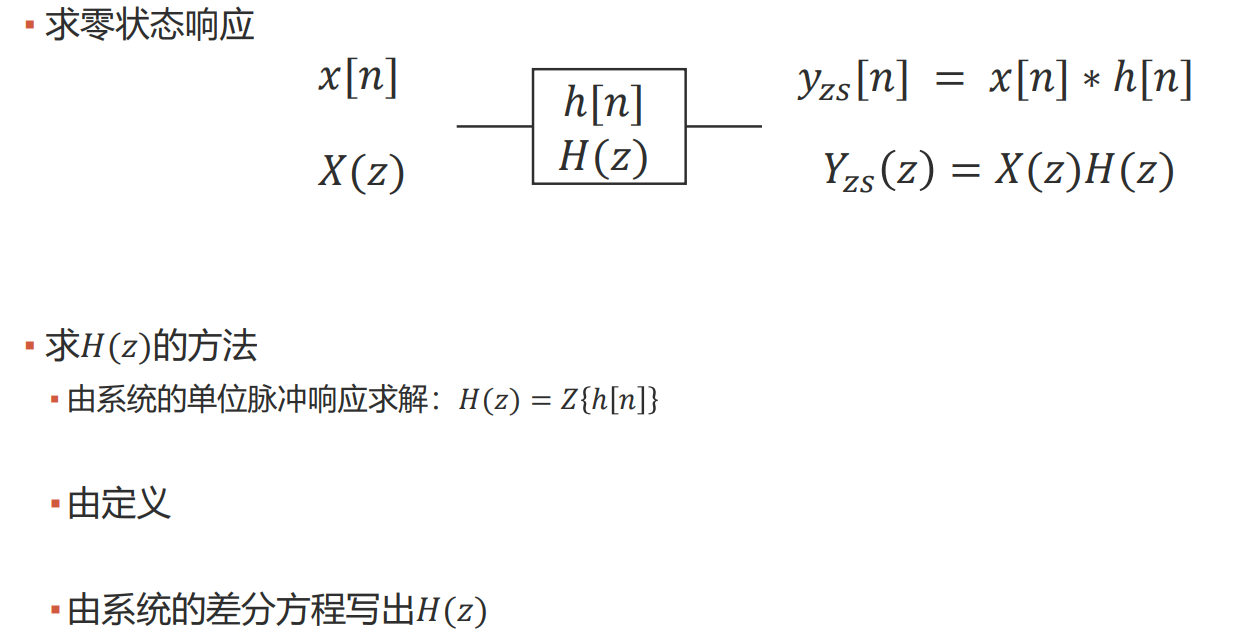 ▪ 求零状态响应
x[n]
h[n]
y_{zs}[n] = x[n] ∗ h[n]
X(z)
H(z)
Y_{zs}(z) = X(z)H(z)
▪ 求H(z)的方法
▪ 由系统的单位脉冲响应求解：H(z) = Z{h[n]}
▪ 由定义
▪ 由系统的差分方程写出H(z)